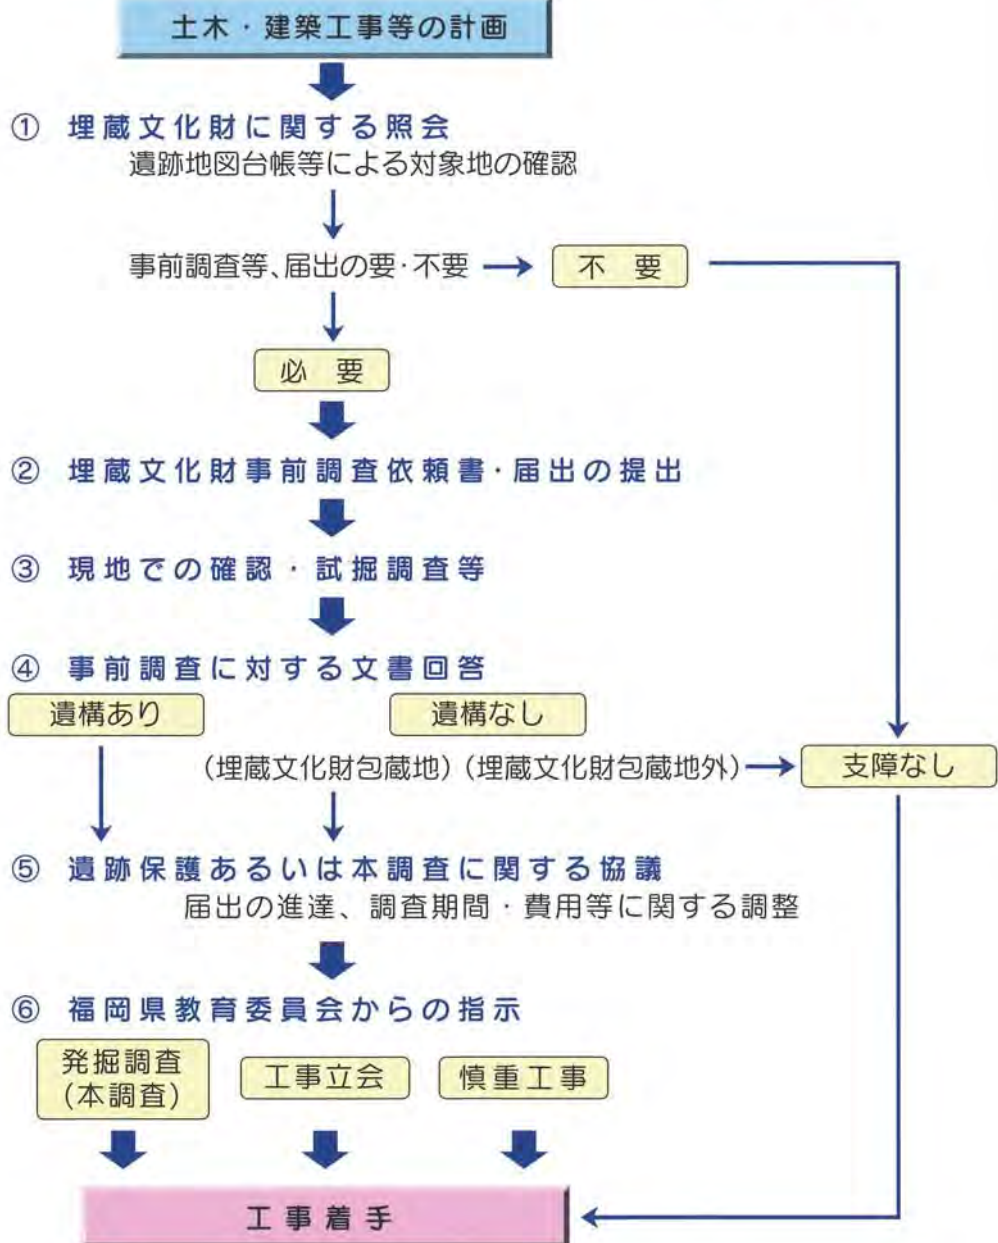 土木・建築工事等の計画
① 埋蔵文化財に関する照会
遺跡地図台帳等による対象地の確認
事前調査等、届出の要・不要
不要
必要
② 埋蔵文化財事前調査依頼書・届出の提出
③ 現地での確認・試掘調査等
④ 事前調査に対する文書回答
遺構あり
遺構なし
(埋蔵文化財包蔵地) (埋蔵文化財包蔵地外)
支障なし
⑤ 遺跡保護あるいは本調査に関する協議
届出の進達、調査期間・費用等に関する調整
⑥ 福岡県教育委員会からの指示
発掘調査
(本調査)
工事立会
慎重工事
工事着手